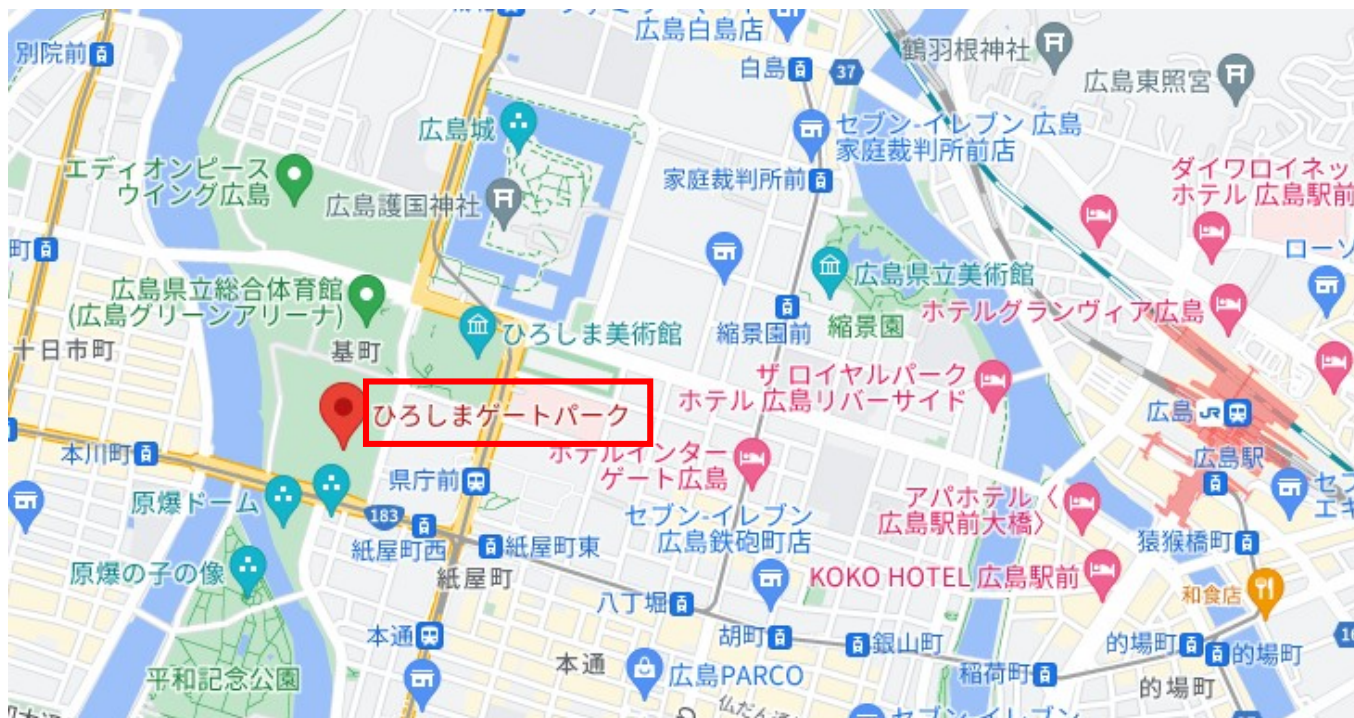 広島白島店
別院前
白島
37
鶴羽根神社
広島東照宮
広島城
セブン-イレブン 広島
家庭裁判所前店
エディオンピース
ウイング広島
家庭裁判所前
ダイワロイネッ
ホテル 広島駅前
広島護国神社
町
ローソ
広島県立美術館
広島県立総合体育館
(広島グリーンアリーナ)
ホテルグランヴィア広島
ひろしま美術館
縮景園前
縮景園
十日市町
基町
ザ ロイヤルパーク
ホテル 広島リバーサイド
ひろしまゲートパーク
広島
JR
本川町
ホテルインター
ゲート広島
広島駅
県庁前
原爆ドーム
183
アパホテル〈
広島駅前大橋〉
セブン-イレブン
広島鉄砲町店
紙屋町西
紙屋町東
猿猴橋町
原爆の子の像
紙屋町
KOKO HOTEL 広島駅前
八丁堀
和食店
本通
胡町
銀山町
的場町
的場町
本通
広島PARCO
稲荷町
平和記念公園
的場町